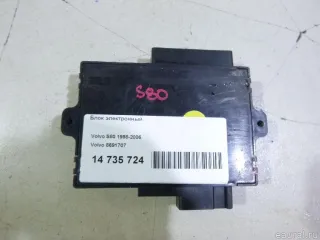 S80
Блок электронный
Volvo S80 1998-2006
Volvo 8691707
14 735 724